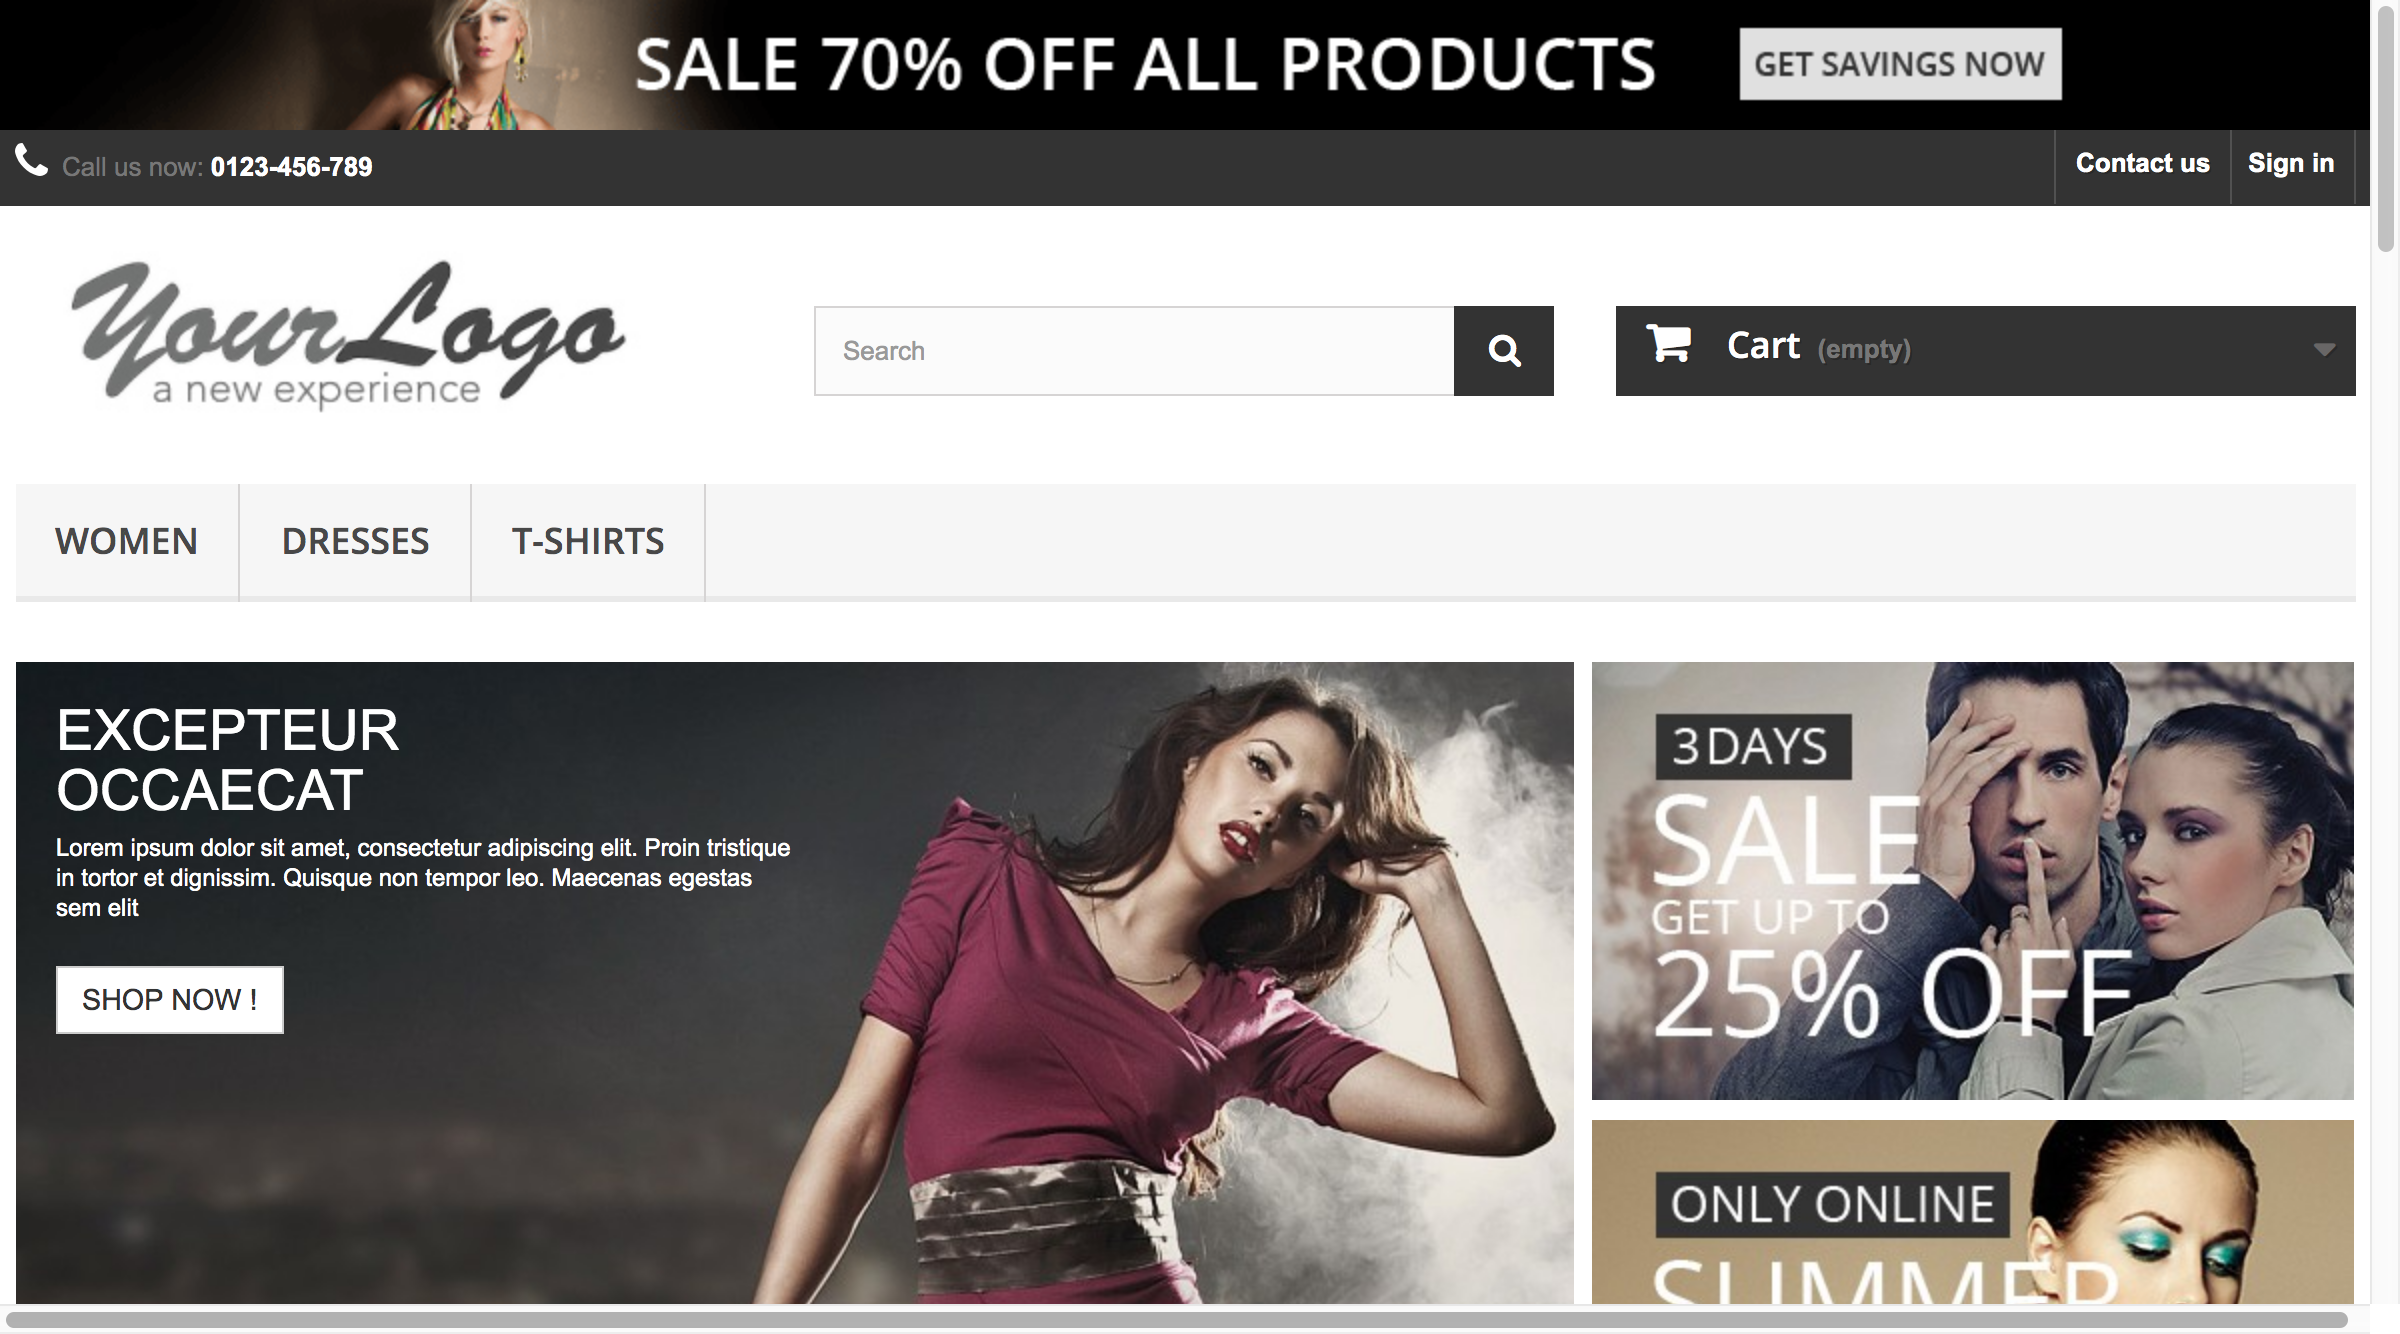 SALE 70% OFF ALL PRODUCTS
GET SAVINGS NOW
Call us now: 0123-456-789
Contact us
Sign in
YourLogo
a new experience
Search
Cart (empty)
WOMEN
DRESSES
T-SHIRTS
EXCEPTEUR
OCCAECAT
Lorem ipsum dolor sit amet, consectetur adipiscing elit. Proin tristique
in tortor et dignissim. Quisque non tempor leo. Maecenas egestas
sem elit
SHOP NOW !
3 DAYS
SALE
GET UP TO
25% OFF
ONLY ONLINE
SUMMER